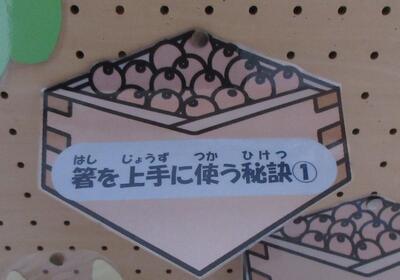 はし じょうず つか ひけつ
箸を上手に使う秘訣①